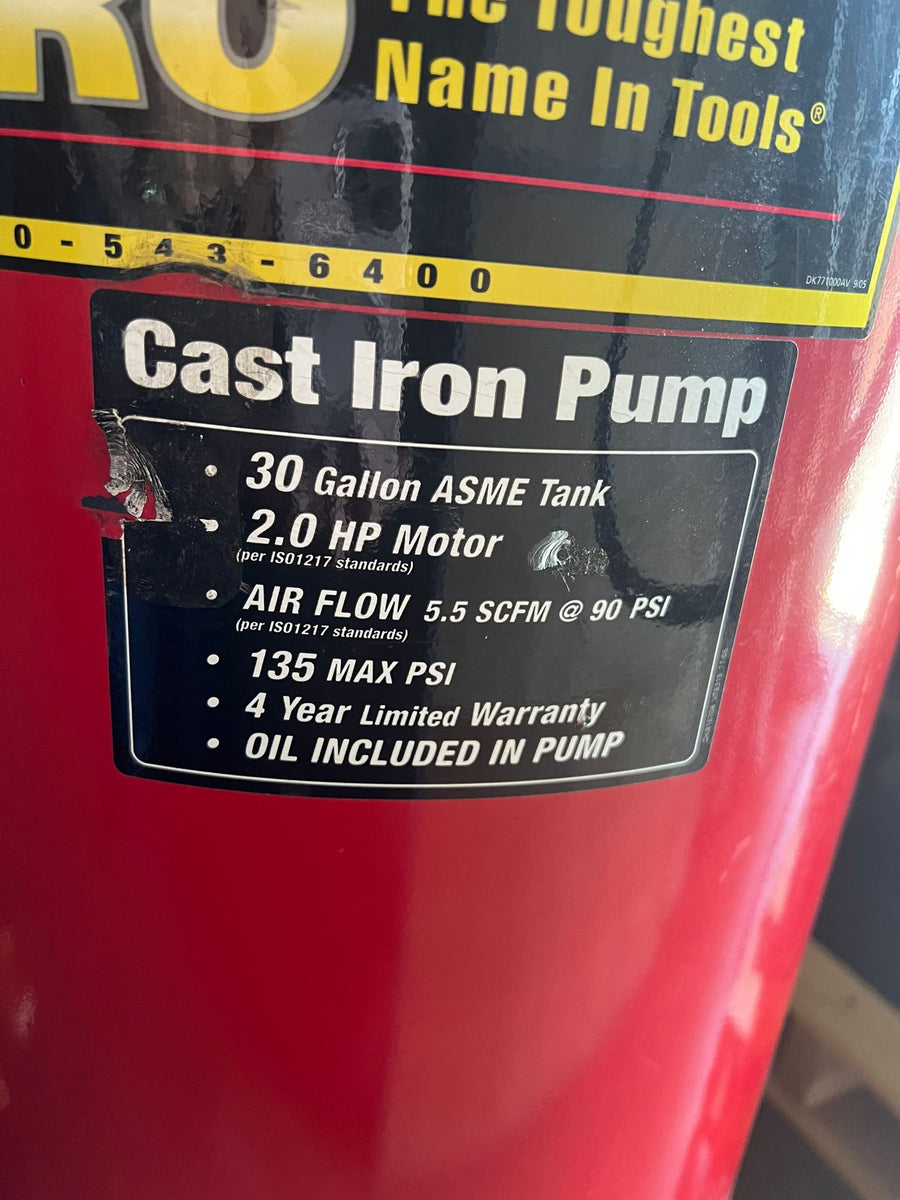 RO
The Toughest
Name In Tools®
0-543-6400
DK771000AV 9/05
Cast Iron Pump
• 30 Gallon ASME Tank
• 2.0 HP Motor
(per ISO1217 standards)
• AIR FLOW 5.5 SCFM @ 90 PSI
(per ISO1217 standards)
• 135 MAX PSI
• 4 Year Limited Warranty
• OIL INCLUDED IN PUMP